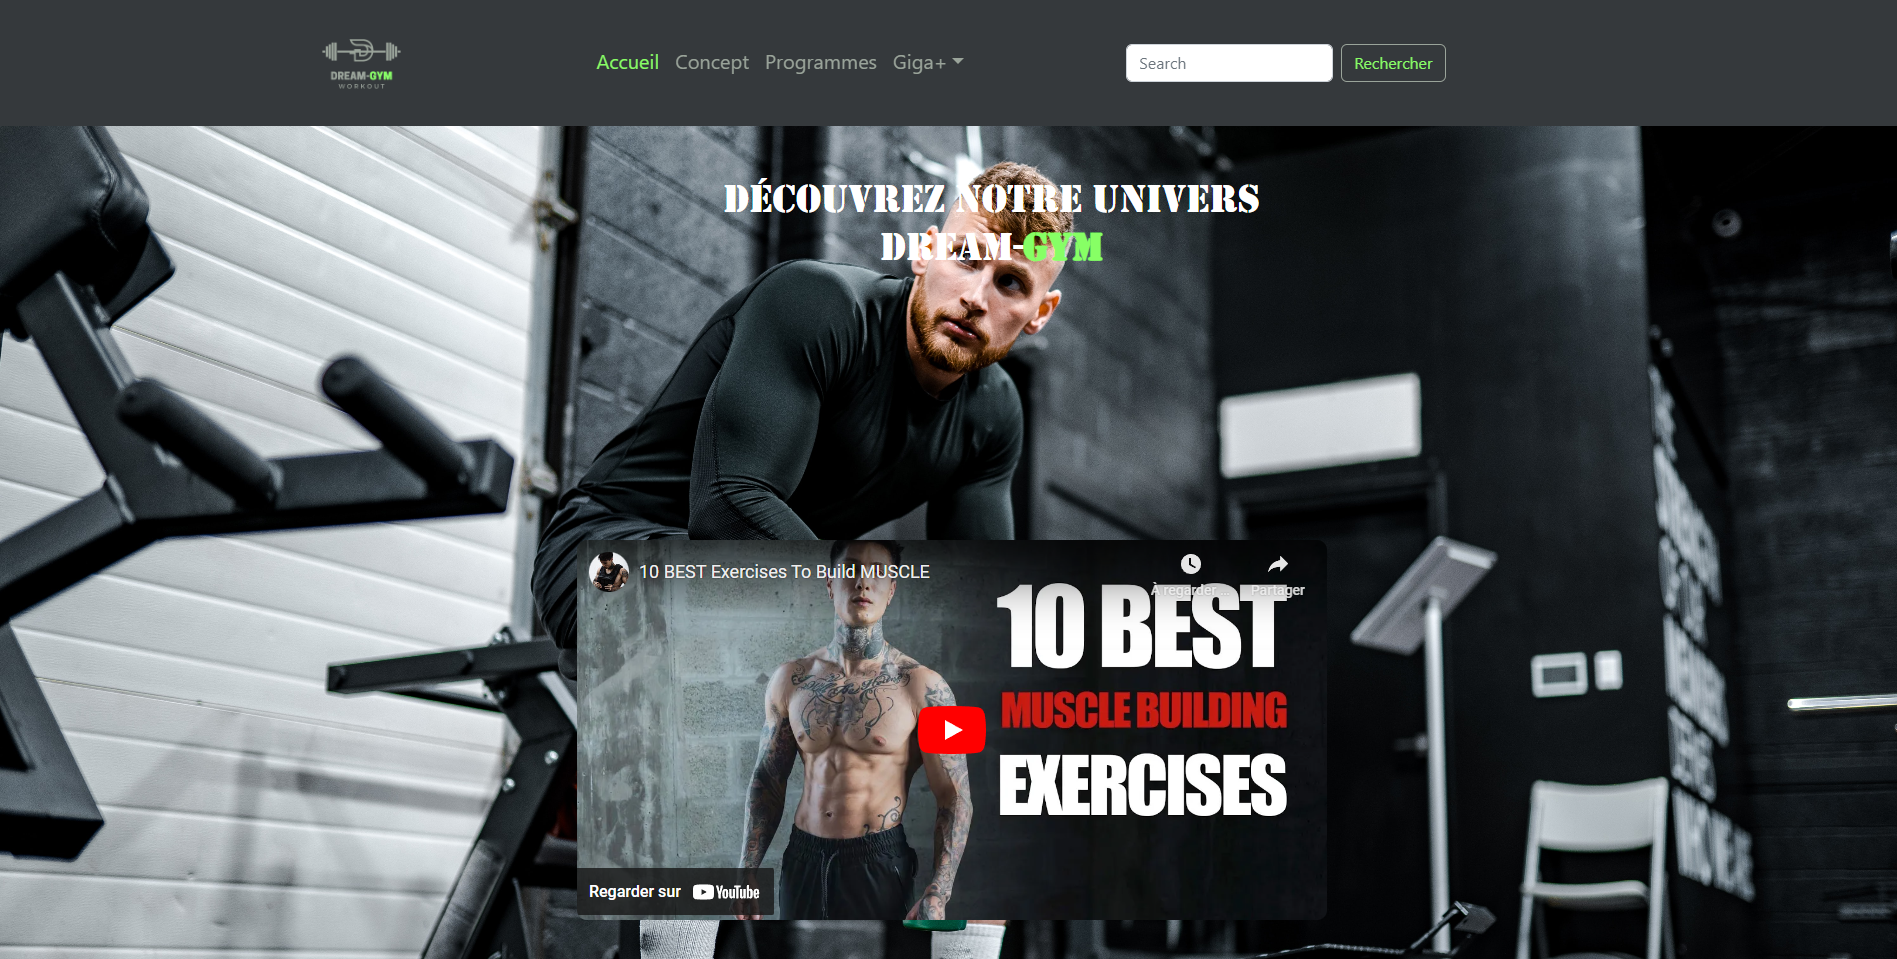 DREAM-GYM
WORKOUT
Accueil Concept Programmes Giga+
Search Rechercher
DÉCOUVREZ NOTRE UNIVERS
DREAM-GYM
10 BEST Exercises To Build MUSCLE
À regarder ... Partager
10 BEST
MUSCLE BUILDING
EXERCISES
Regarder sur YouTube